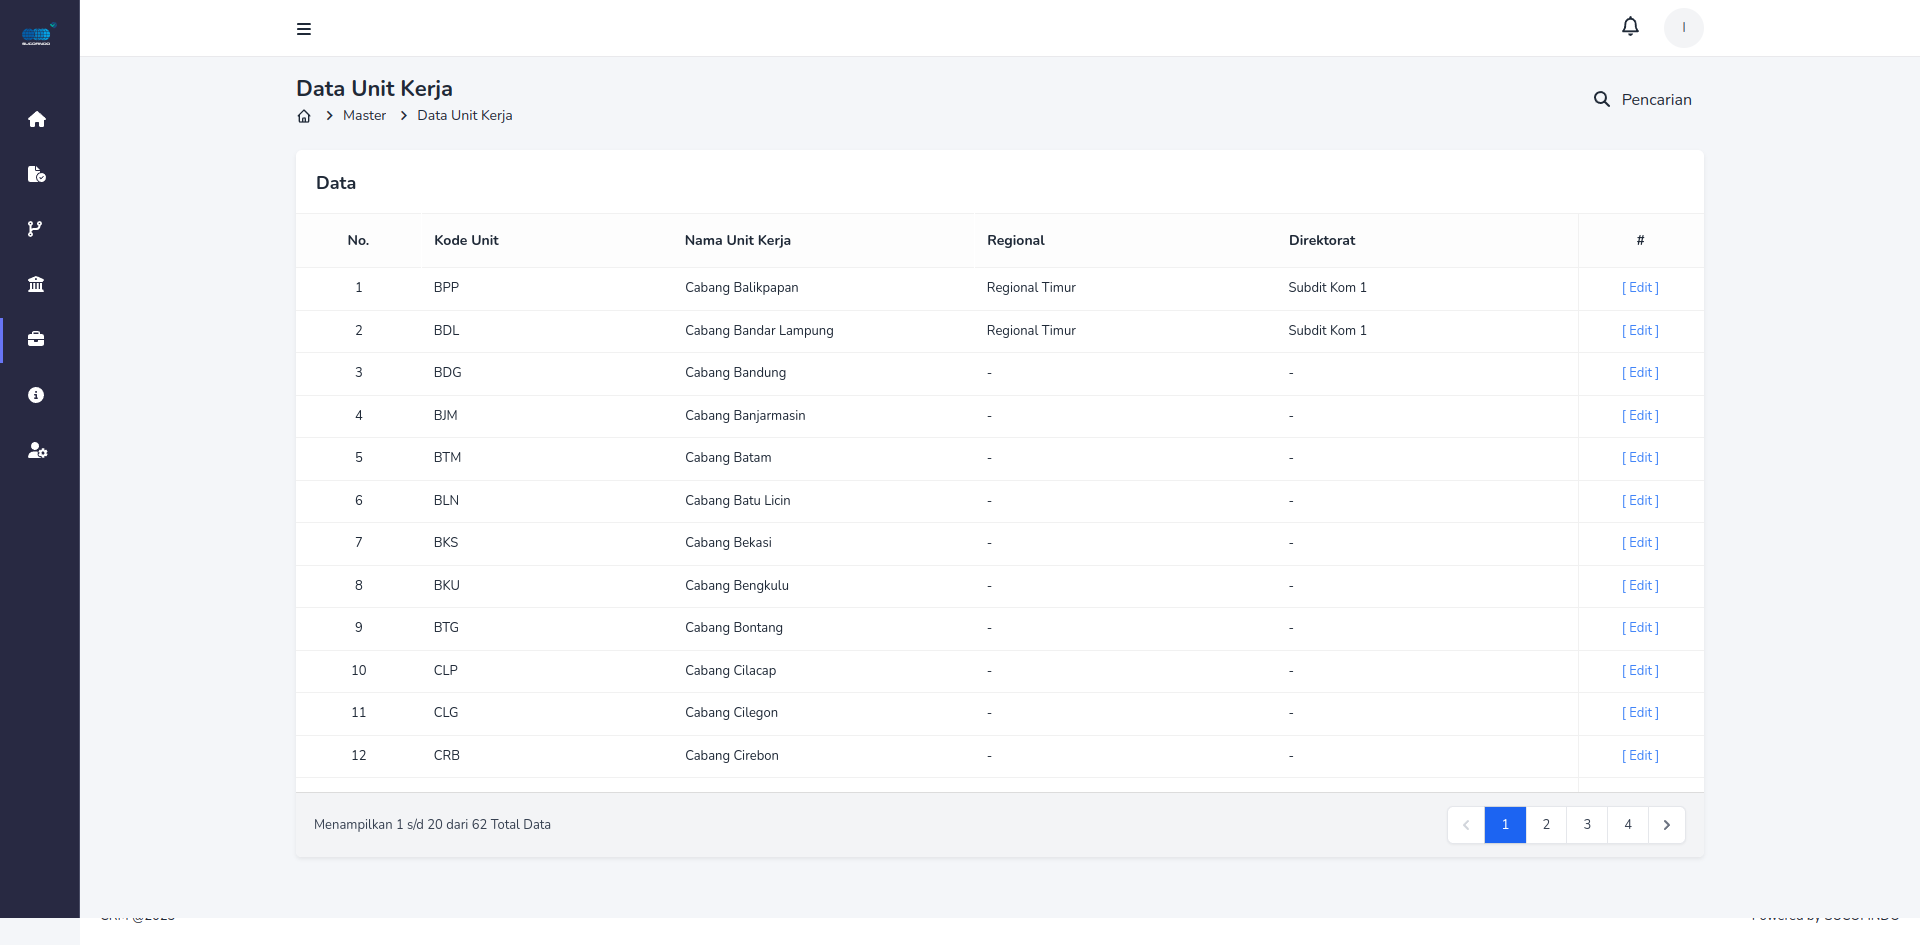 SUCOFINDO
I
Data Unit Kerja
Master
Data Unit Kerja
Pencarian
Data
No. Kode Unit Nama Unit Kerja Regional Direktorat #
1 BPP Cabang Balikpapan Regional Timur Subdit Kom 1 [ Edit ]
2 BDL Cabang Bandar Lampung Regional Timur Subdit Kom 1 [ Edit ]
3 BDG Cabang Bandung - - [ Edit ]
4 BJM Cabang Banjarmasin - - [ Edit ]
5 BTM Cabang Batam - - [ Edit ]
6 BLN Cabang Batu Licin - - [ Edit ]
7 BKS Cabang Bekasi - - [ Edit ]
8 BKU Cabang Bengkulu - - [ Edit ]
9 BTG Cabang Bontang - - [ Edit ]
10 CLP Cabang Cilacap - - [ Edit ]
11 CLG Cabang Cilegon - - [ Edit ]
12 CRB Cabang Cirebon - - [ Edit ]
Menampilkan 1 s/d 20 dari 62 Total Data
1 2 3 4
Powered by SUCOFINDO